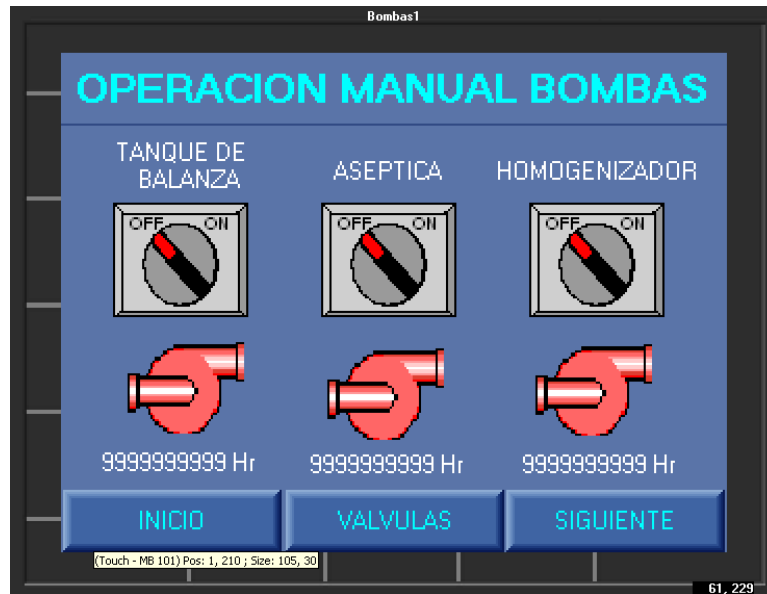 Bombas1
OPERACION MANUAL BOMBAS
TANQUE DE
BALANZA
ASEPTICA
HOMOGENIZADOR
OFF ON
OFF ON
OFF ON
9999999999 Hr
9999999999 Hr
9999999999 Hr
INICIO
VALVULAS
SIGUIENTE
(Touch - MB 101) Pos: 1, 210 ; Size: 105, 30
61, 229